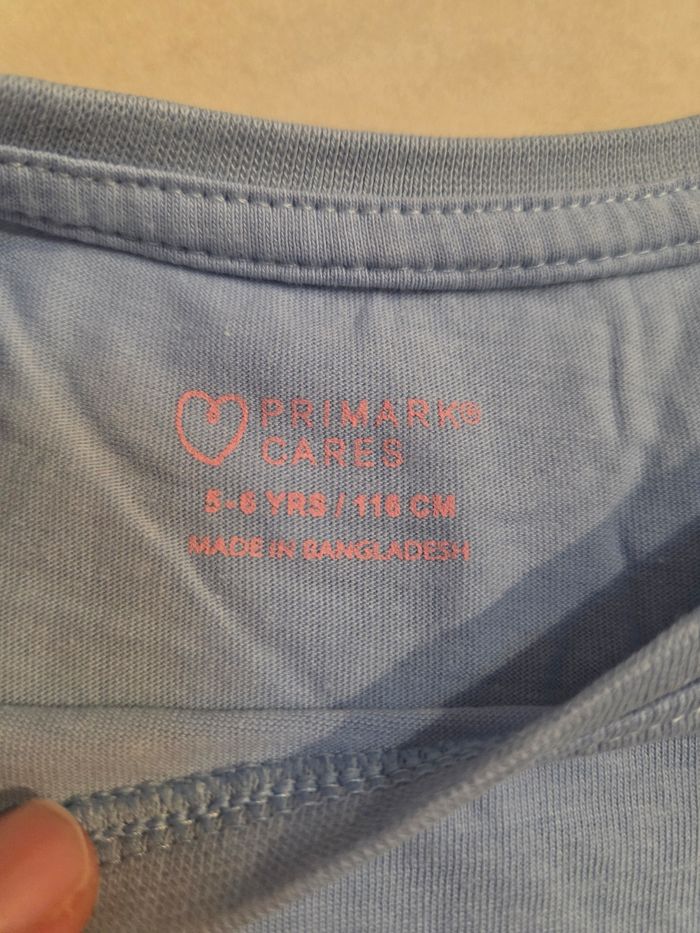 PRIMARK®
CARES
5-6 YRS / 116 CM
MADE IN BANGLADESH